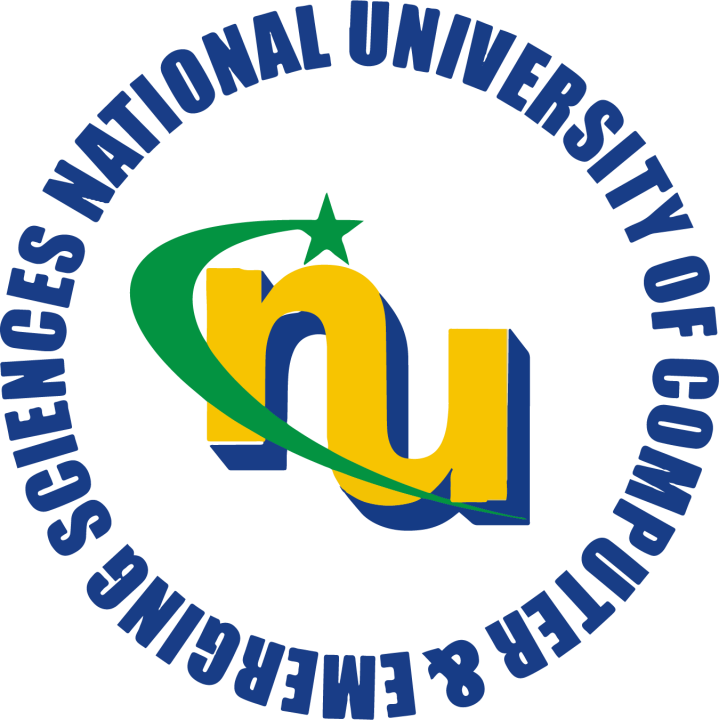 NATIONAL UNIVERSITY OF COMPUTER & EMERGING SCIENCES
nu